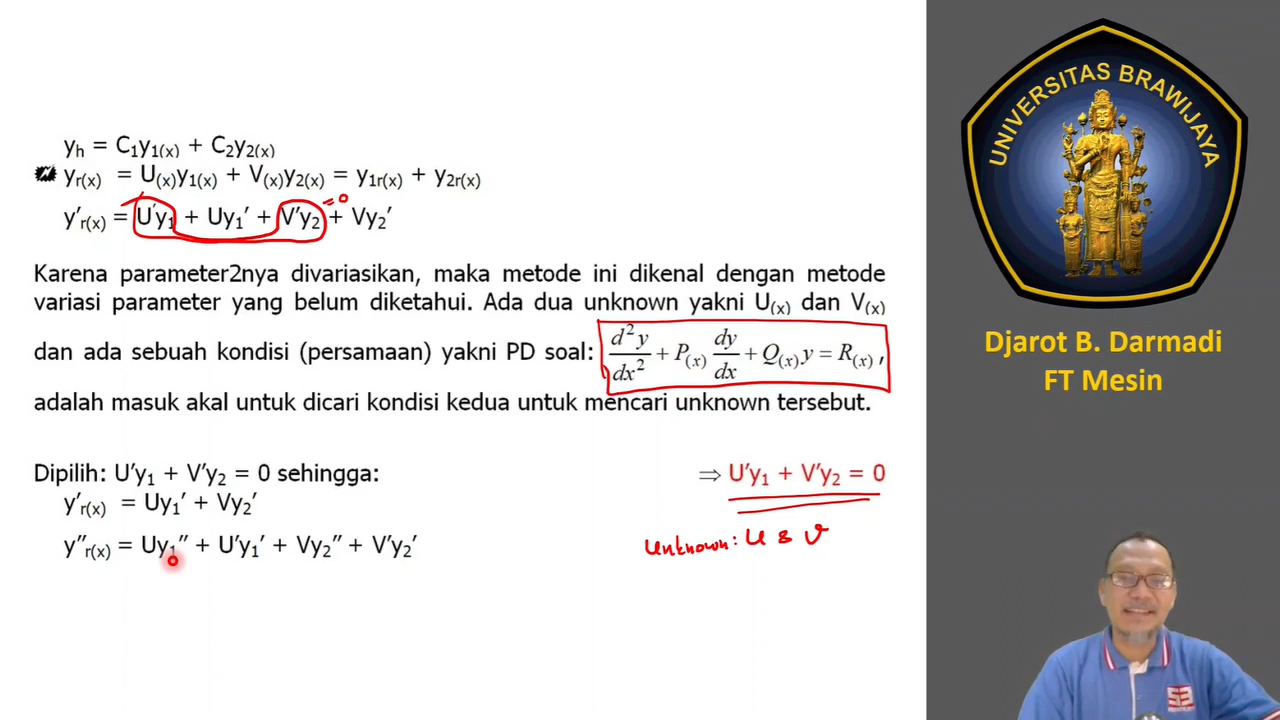 yh = C1y1(x) + C2y2(x)
yr(x) = U(x)y1(x) + V(x)y2(x) = y1r(x) + y2r(x)
y′r(x) = U′y1 + Uy1′ + V′y2 + Vy2′
= 0
Karena parameter2nya divariasikan, maka metode ini dikenal dengan metode
variasi parameter yang belum diketahui. Ada dua unknown yakni U(x) dan V(x)
dan ada sebuah kondisi (persamaan) yakni PD soal: d²y/dx² + P(x) dy/dx + Q(x)y = R(x),
adalah masuk akal untuk dicari kondisi kedua untuk mencari unknown tersebut.
Dipilih: U′y1 + V′y2 = 0 sehingga: ⇒ U′y1 + V′y2 = 0
y′r(x) = Uy1′ + Vy2′
y″r(x) = Uy1″ + U′y1′ + Vy2″ + V′y2′
Unknown: U & V
UNIVERSITAS BRAWIJAYA
Djarot B. Darmadi
FT Mesin